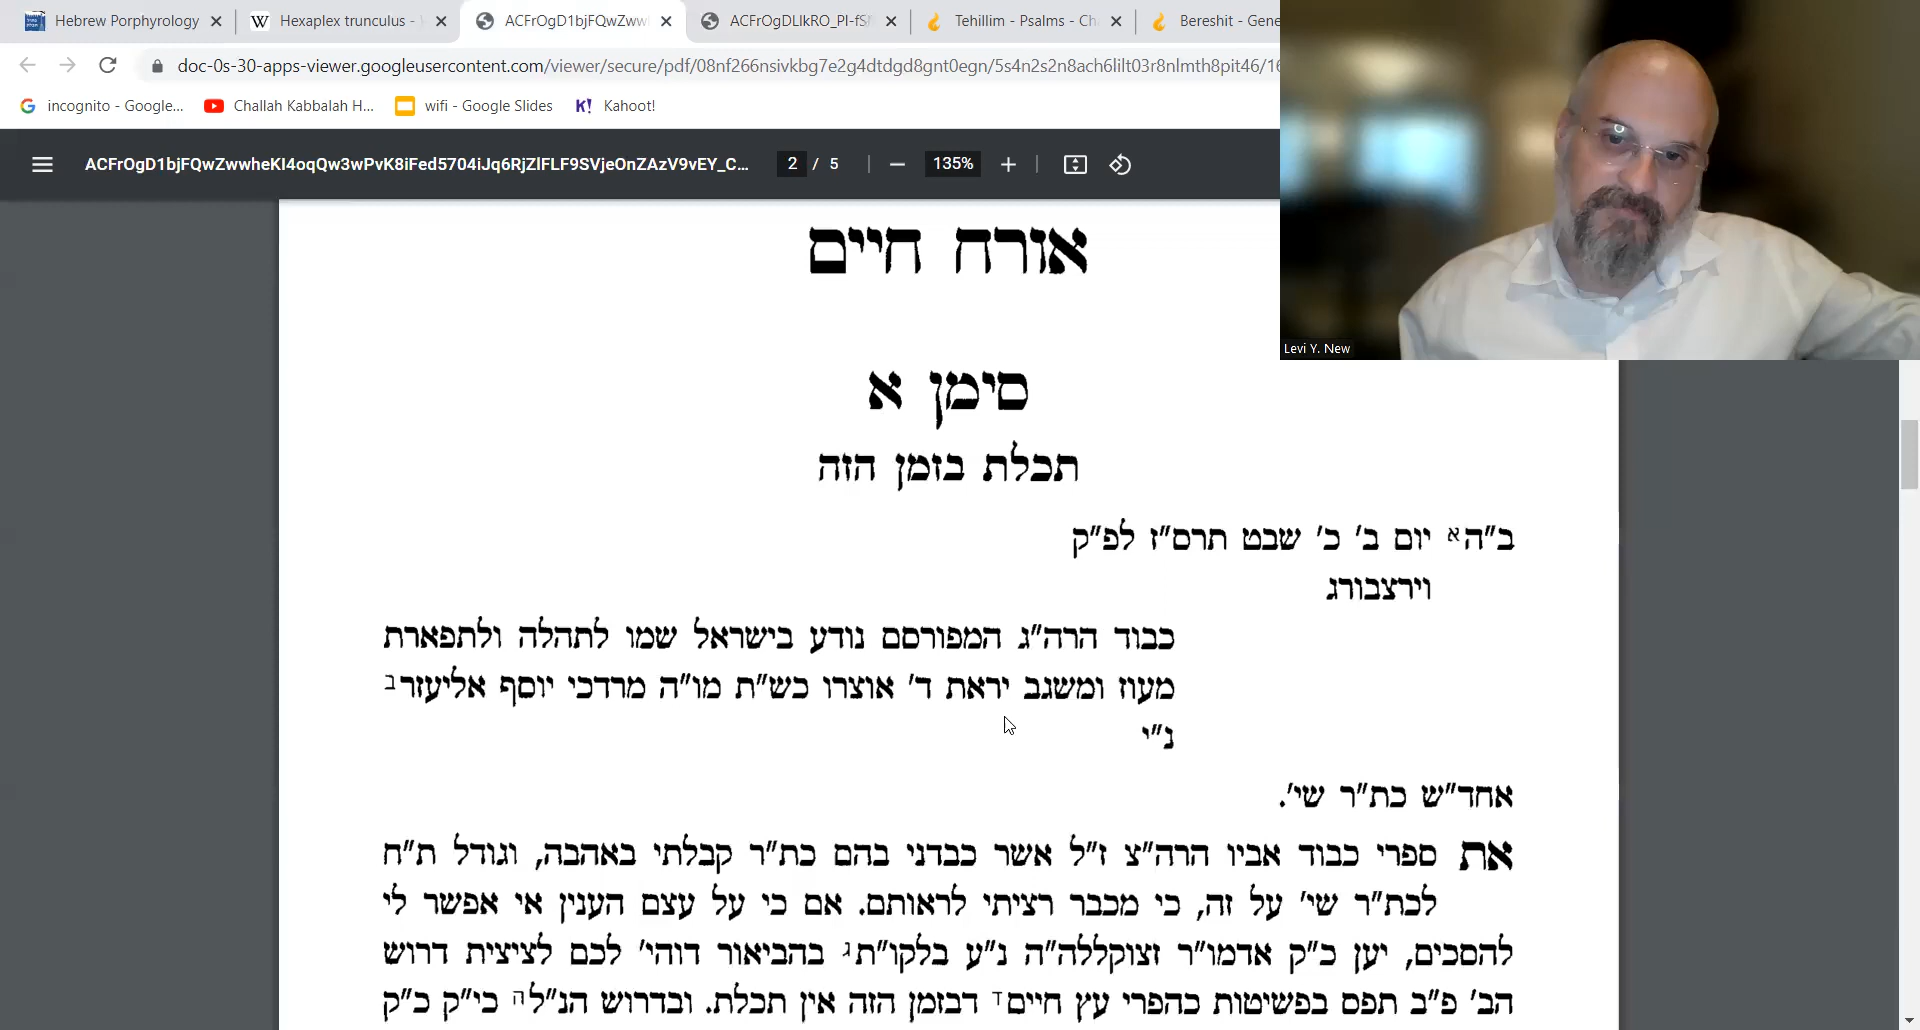 Hebrew Porphyrology
Hexaplex trunculus -
ACFrOgD1bjFQwZww
ACFrOgDLlkRO_PI-fS
Tehillim - Psalms - Ch
Bereshit - Gene
doc-0s-30-apps-viewer.googleusercontent.com/viewer/secure/pdf/08nf266nsivkbg7e2g4dtdgd8gnt0egn/5s4n2s2n8ach6lilt03r8nlmth8pit46/16
incognito - Google...
Challah Kabbalah H...
wifi - Google Slides
Kahoot!
ACFrOgD1bjFQwZwwheKI4oqQw3wPvK8iFed5704iJq6RjZlFLF9SVjeOnZAzV9vEY_C...
2 / 5
135%
Levi Y. New
אורח חיים
סימן א
תכלת בזמן הזה
ב"הא יום ב' כ' שבט תרס"ז לפ"ק
וירצבורג
כבוד הרה"ג המפורסם נודע בישראל שמו לתהלה ולתפארת
מעוז ומשגב יראת ד' אוצרו כש"ת מו"ה מרדכי יוסף אליעזרב
נ"י
אחד"ש כת"ר שי'.
את ספרי כבוד אביו הרה"צ ז"ל אשר כבדני בהם כת"ר קבלתי באהבה, וגודל ת"ח
לכת"ר שי' על זה, כי מכבר רציתי לראותם. אם כי על עצם הענין אי אפשר לי
להסכים, יען כ"ק אדמו"ר זצוקללה"ה נ"ע בלקו"תג בהביאור דוהי' לכם לציצית דרוש
הב' פ"ב תפס בפשיטות כהפרי עץ חייםד דבזמן הזה אין תכלת. ובדרוש הנ"לה כי"ק כ"ק